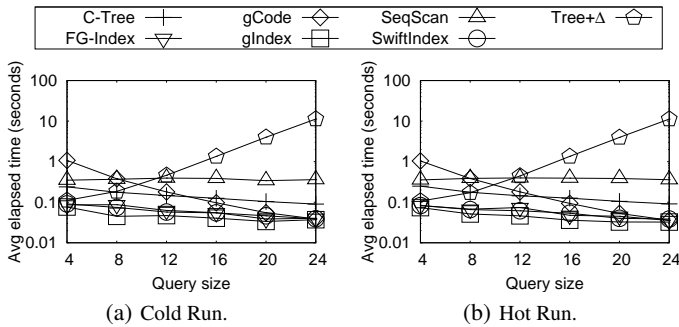 C-Tree gCode SeqScan Tree+Δ
FG-Index gIndex SwiftIndex
Avg elapsed time (seconds)
100
10
1
0.1
0.01
4 8 12 16 20 24
Query size
(a) Cold Run.
Avg elapsed time (seconds)
100
10
1
0.1
0.01
4 8 12 16 20 24
Query size
(b) Hot Run.